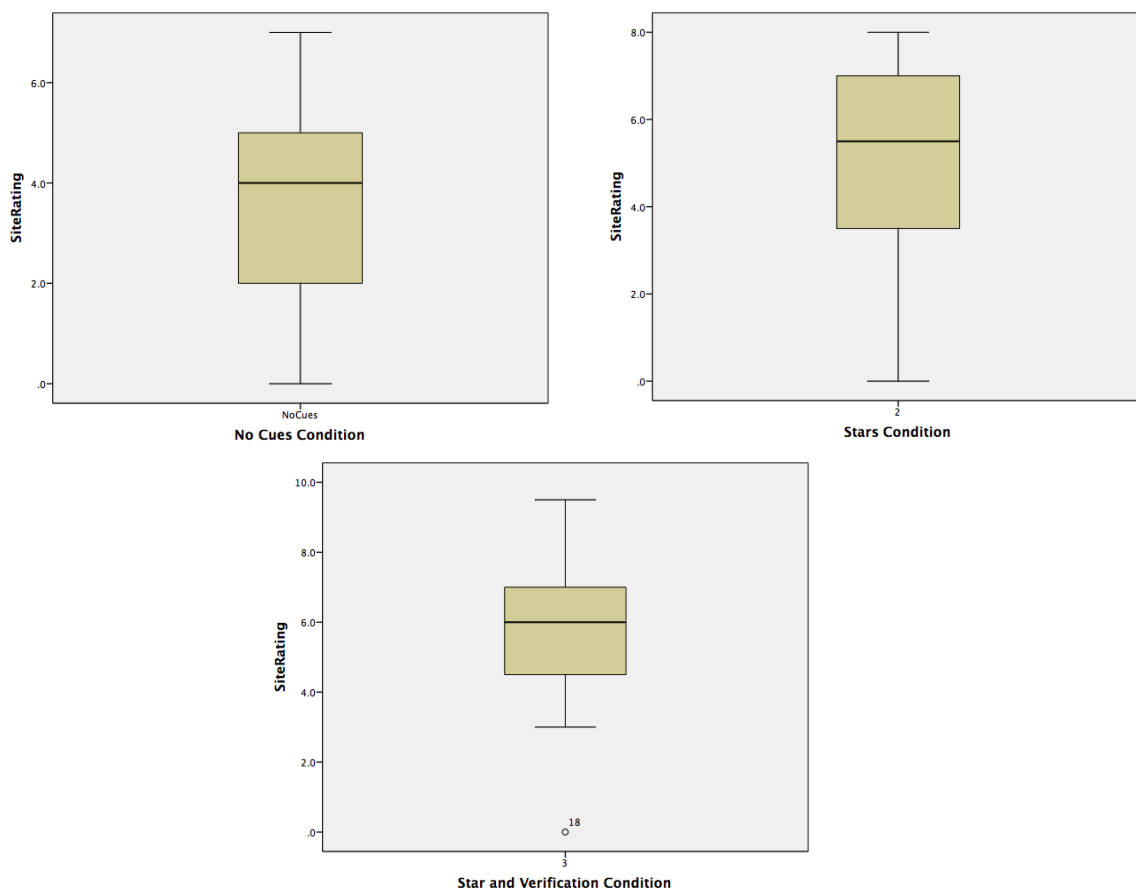 SiteRating
6.0
4.0
2.0
.0
NoCues
No Cues Condition
SiteRating
8.0
6.0
4.0
2.0
.0
2
Stars Condition
SiteRating
10.0
8.0
6.0
4.0
2.0
.0
18
3
Star and Verification Condition